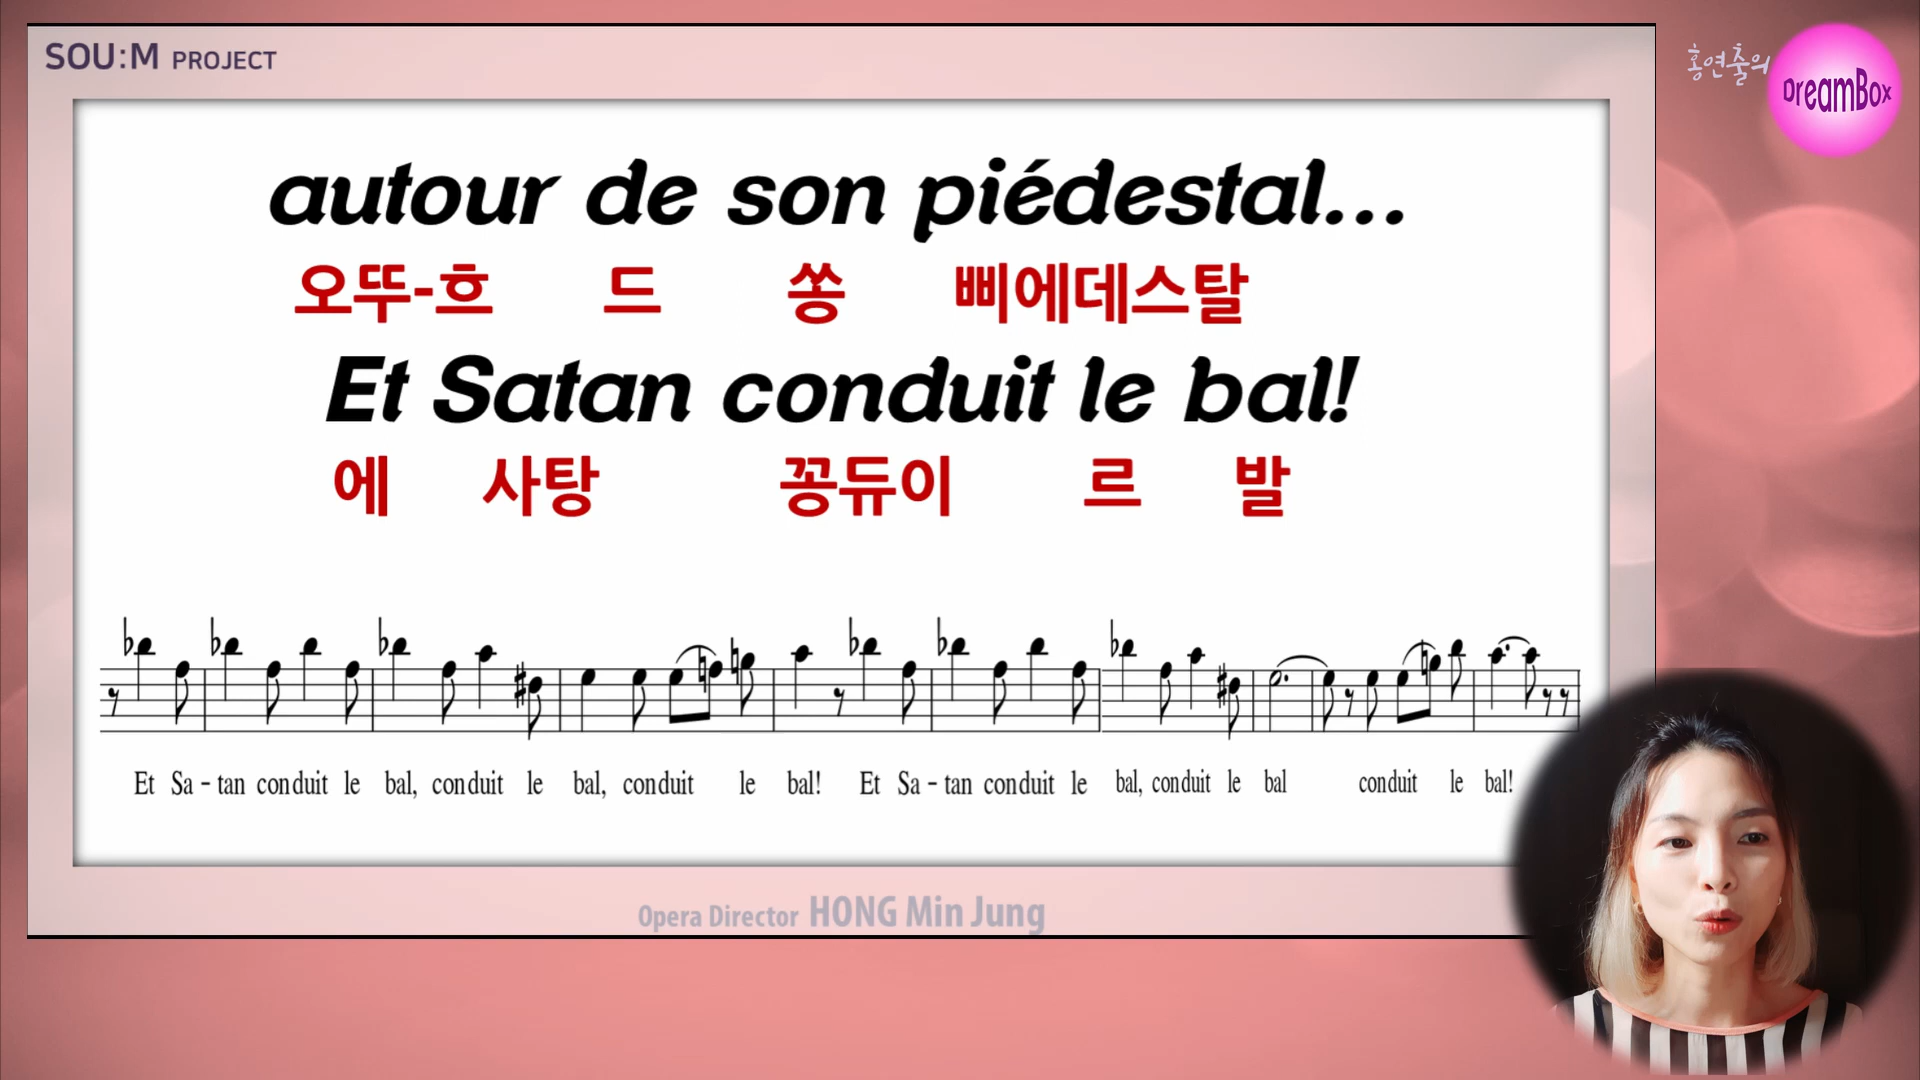 SOU:M PROJECT
홍연출의
DreamBox
autour de son piédestal...
오뚜-흐 드 쏭 삐에데스탈
Et Satan conduit le bal!
에 사탕 꽁듀이 르 발
Et Sa - tan conduit le bal, conduit le bal, conduit le bal! Et Sa - tan conduit le bal, conduit le bal conduit le bal!
Opera Director HONG Min Jung